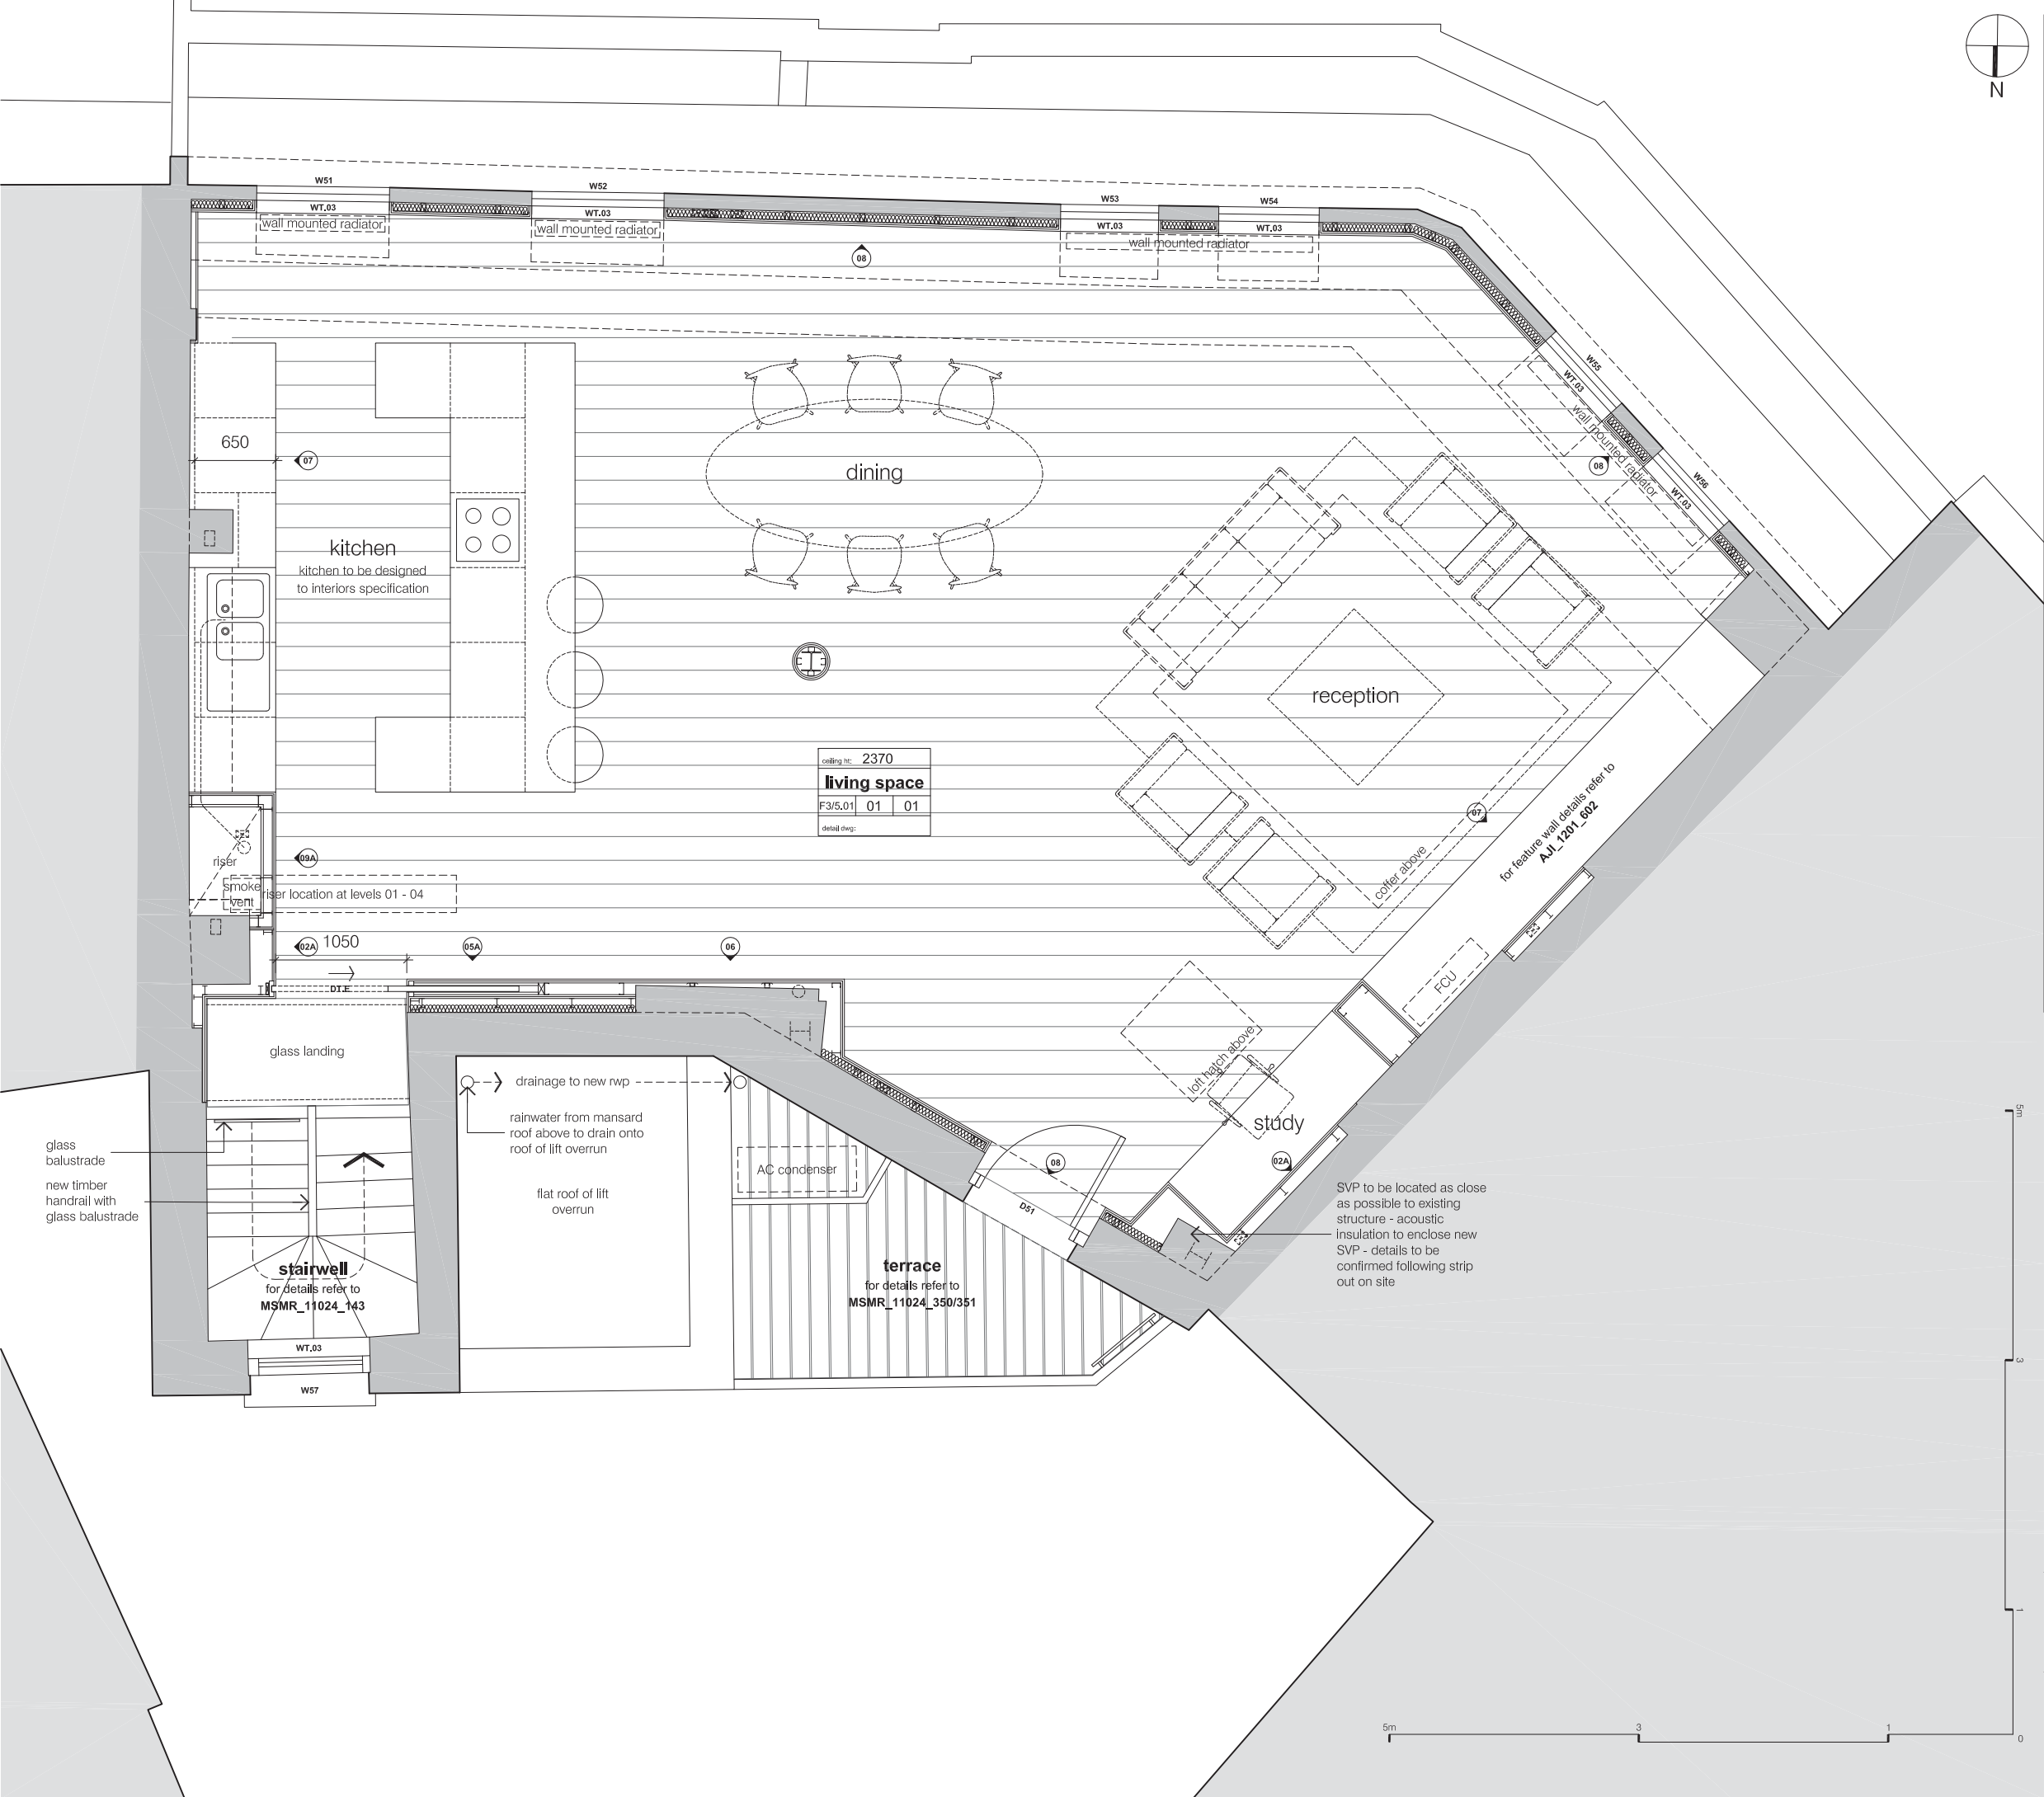 N
W51
W52
W53
W54
WT.03
WT.03
WT.03
WT.03
wall mounted radiator
wall mounted radiator
wall mounted radiator
08
W55
WT.03
wall mounted radiator
08
W56
WT.03
650
07
dining
kitchen
kitchen to be designed
to interiors specification
reception
ceiling ht: 2370
living space
F3/5.01 01 01
detail dwg:
07
for feature wall details refer to
AJI_1201_602
coffer above
riser
09A
smoke
vent
riser location at levels 01 - 04
02A
1050
05A
06
DT.E
FCU
glass landing
loft hatch above
study
drainage to new rwp
rainwater from mansard
roof above to drain onto
roof of lift overrun
AC condenser
flat roof of lift
overrun
08
02A
D51
glass
balustrade
new timber
handrail with
glass balustrade
SVP to be located as close
as possible to existing
structure - acoustic
insulation to enclose new
SVP - details to be
confirmed following strip
out on site
stairwell
for details refer to
MSMR_11024_143
terrace
for details refer to
MSMR_11024_350/351
WT.03
W57
5m
3
1
5m
3
1
0